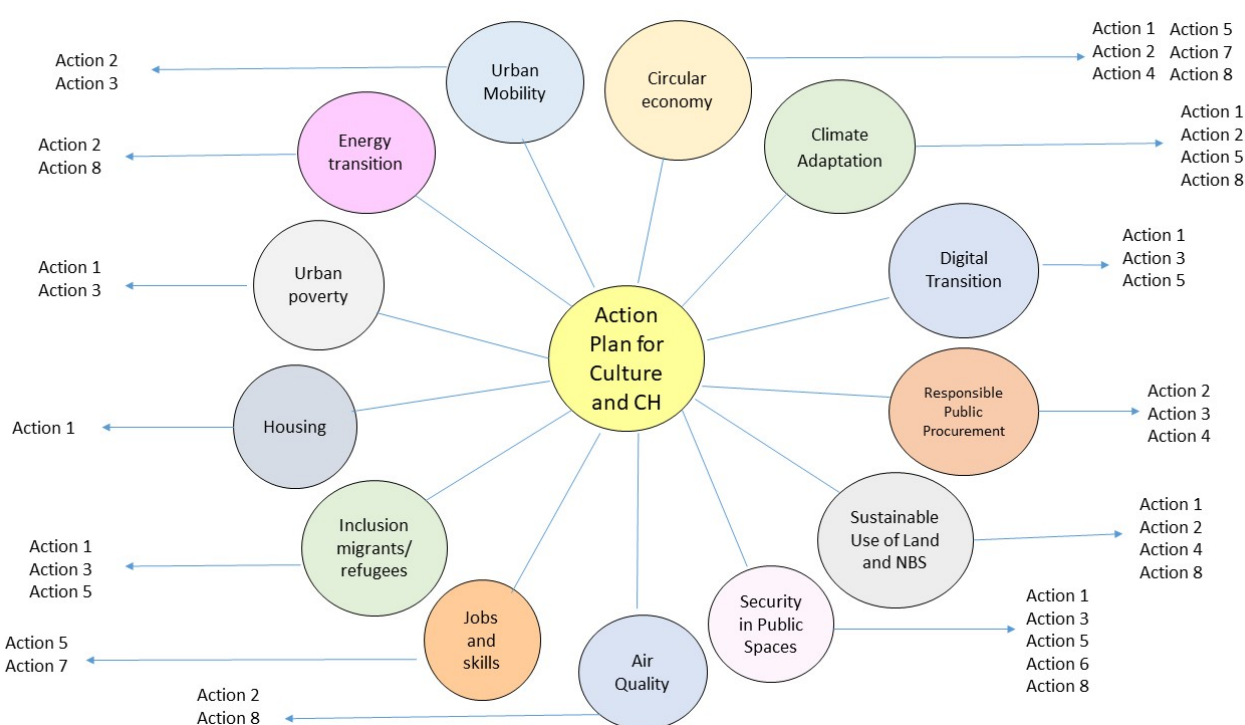 Action Plan for Culture and CH
Urban
Mobility
Action 2
Action 3
Circular
economy
Action 1
Action 2
Action 4
Action 5
Action 7
Action 8
Climate
Adaptation
Action 1
Action 2
Action 5
Action 8
Digital
Transition
Action 1
Action 3
Action 5
Responsible
Public
Procurement
Action 2
Action 3
Action 4
Sustainable
Use of Land
and NBS
Action 1
Action 2
Action 4
Action 8
Security
in Public
Spaces
Action 1
Action 3
Action 5
Action 6
Action 8
Air
Quality
Action 2
Action 8
Jobs
and
skills
Action 5
Action 7
Inclusion
migrants/
refugees
Action 1
Action 3
Action 5
Housing
Action 1
Urban
poverty
Action 1
Action 3
Energy
transition
Action 2
Action 8